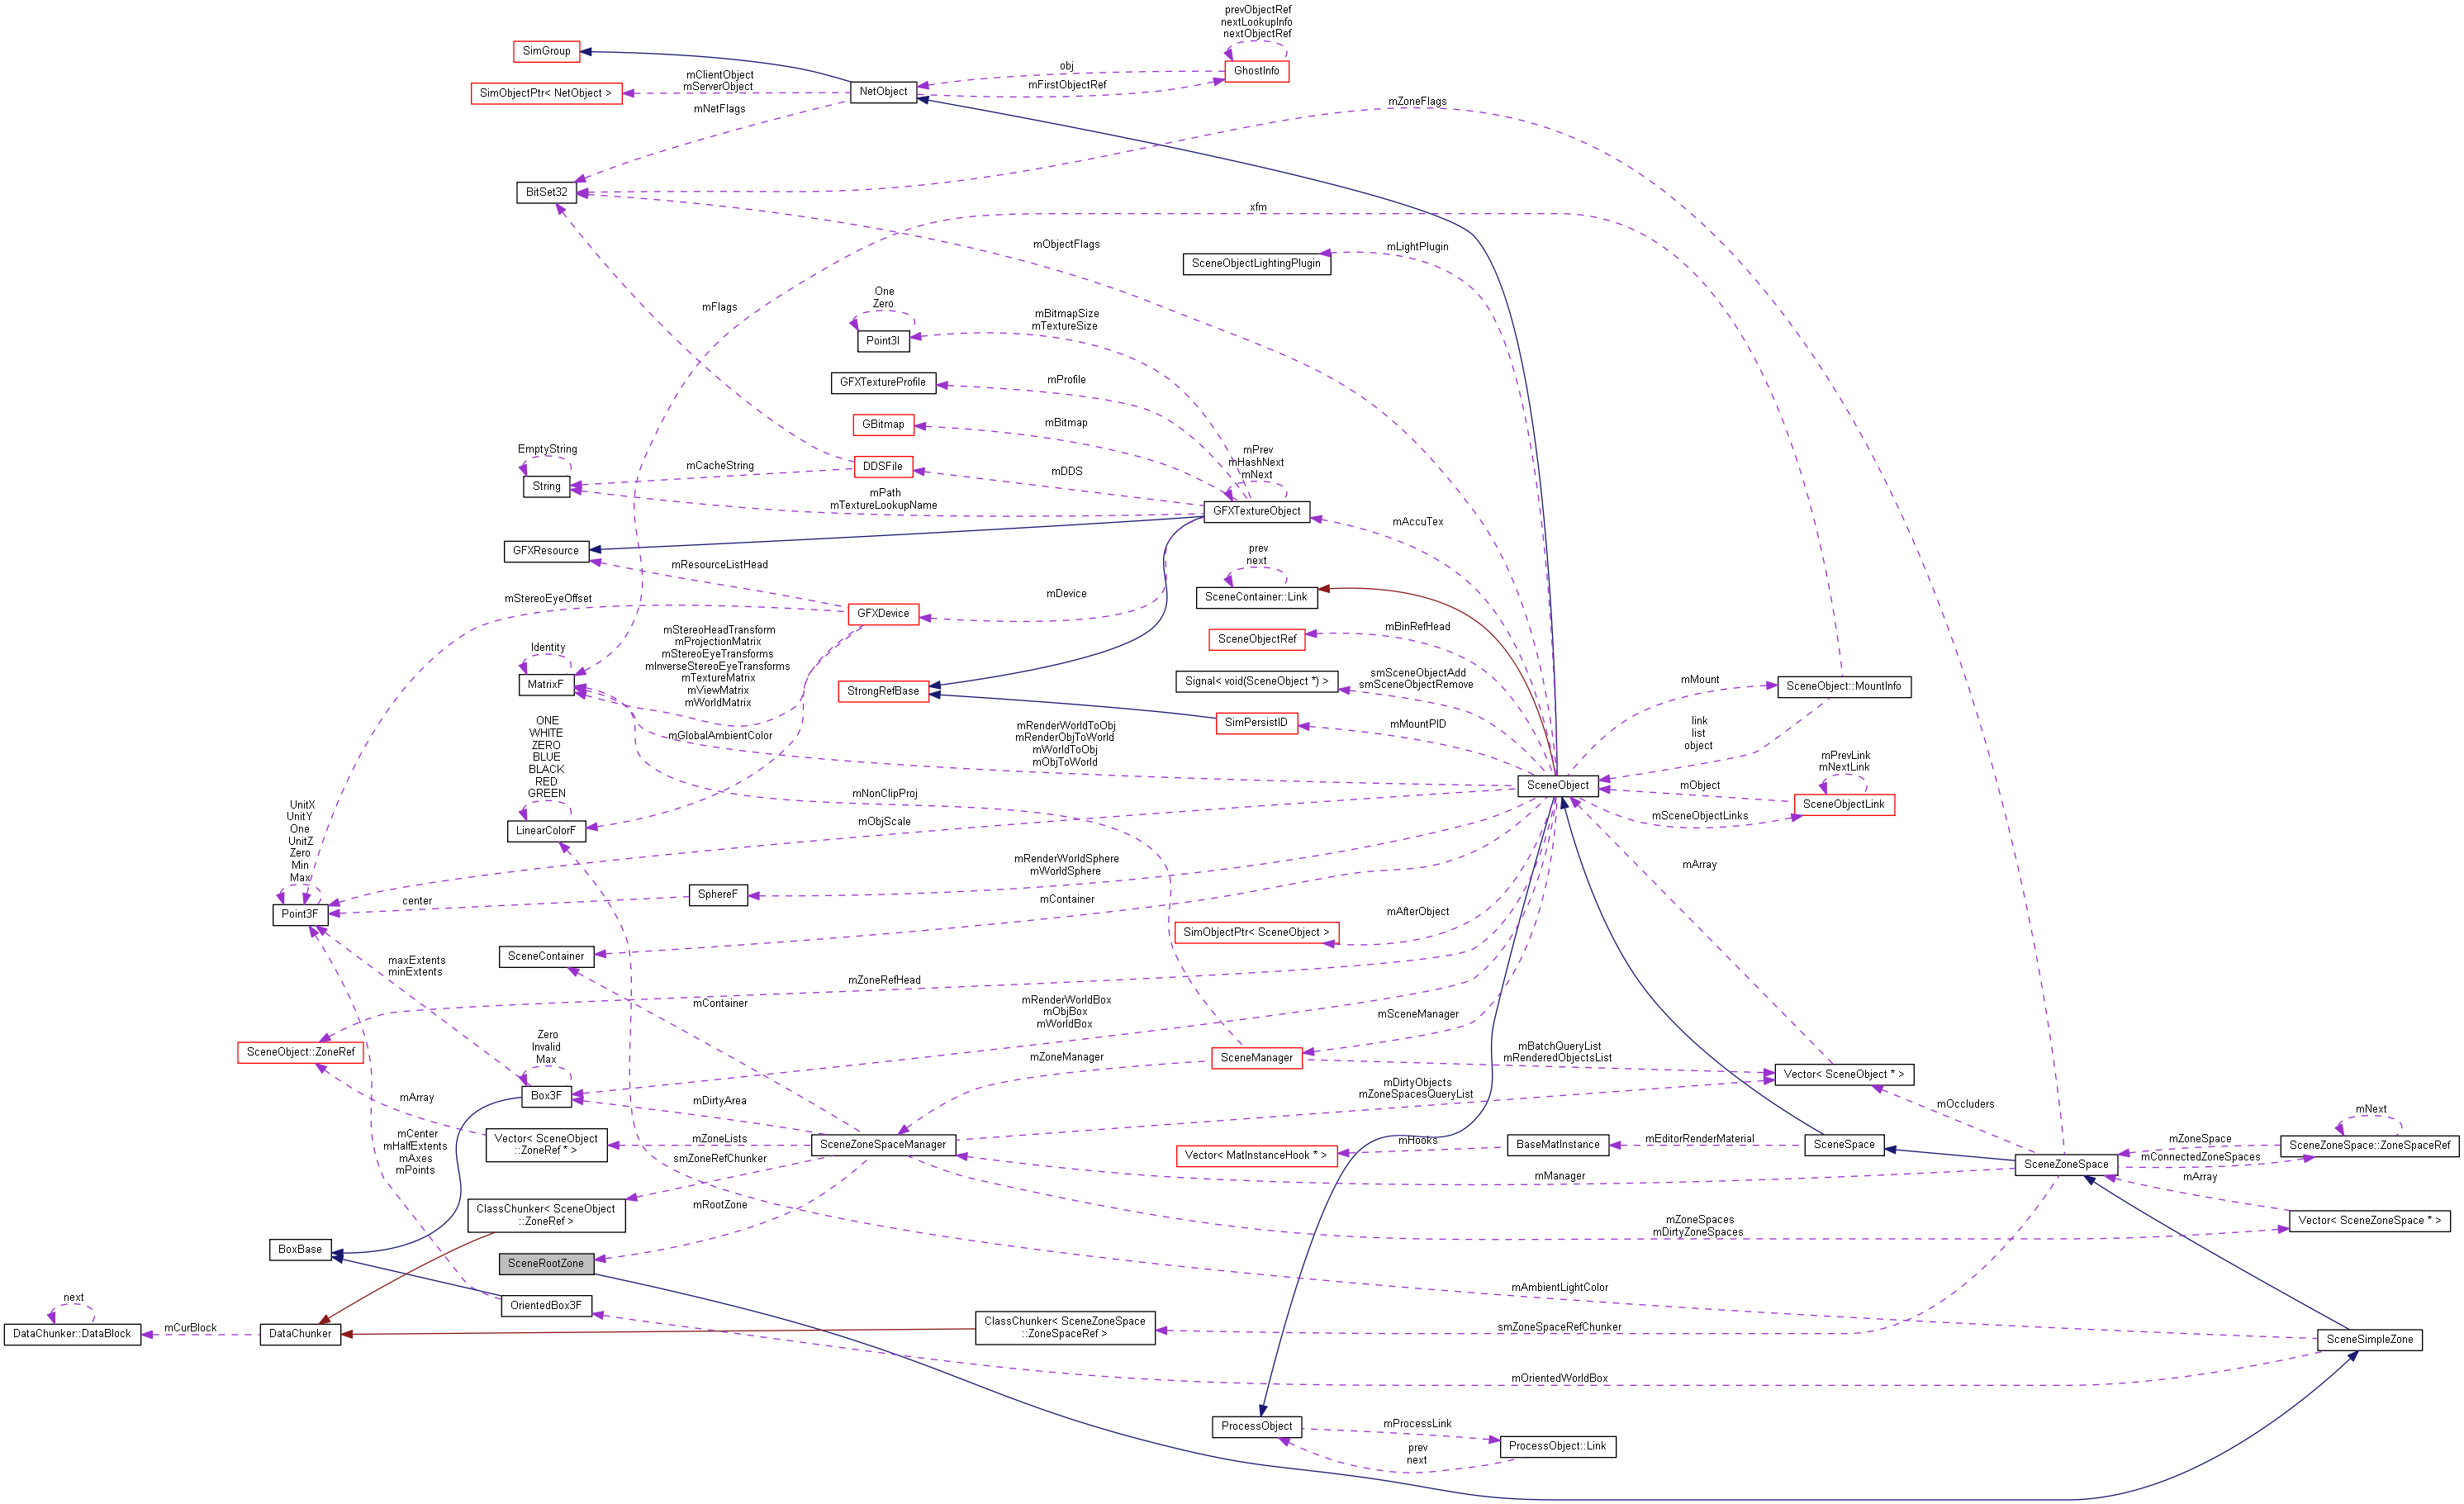 prevObjectRef
nextLookupInfo
nextObjectRef
SimGroup
obj
GhostInfo
mClientObject
mServerObject
SimObjectPtr< NetObject >
NetObject
mFirstObjectRef
mNetFlags
mZoneFlags
BitSet32
xfm
mObjectFlags
mLightPlugin
SceneObjectLightingPlugin
mFlags
One
Zero
Point3I
mBitmapSize
mTextureSize
GFXTextureProfile
mProfile
GBitmap
mBitmap
EmptyString
String
mCacheString
DDSFile
mDDS
mPrev
mHashNext
mNext
mPath
mTextureLookupName
GFXTextureObject
mAccuTex
GFXResource
mResourceListHead
prev
next
SceneContainer::Link
mStereoEyeOffset
GFXDevice
mDevice
mBinRefHead
SceneObjectRef
Identity
MatrixF
mStereoHeadTransform
mProjectionMatrix
mStereoEyeTransforms
mInverseStereoEyeTransforms
mTextureMatrix
mViewMatrix
mWorldMatrix
StrongRefBase
Signal< void(SceneObject *) >
smSceneObjectAdd
smSceneObjectRemove
mMount
SceneObject::MountInfo
SimPersistID
mMountPID
link
list
object
ONE
WHITE
ZERO
BLUE
BLACK
RED
GREEN
LinearColorF
mGlobalAmbientColor
mRenderWorldToObj
mRenderObjToWorld
mWorldToObj
mObjToWorld
SceneObject
mPrevLink
mNextLink
mObject
SceneObjectLink
mSceneObjectLinks
mNonClipProj
mObjScale
UnitX
UnitY
One
UnitZ
Zero
Min
Max
Point3F
center
SphereF
mRenderWorldSphere
mWorldSphere
mArray
mContainer
mAfterObject
SimObjectPtr< SceneObject >
SceneContainer
maxExtents
minExtents
mZoneRefHead
mContainer
mRenderWorldBox
mObjBox
mWorldBox
mSceneManager
SceneObject::ZoneRef
Zero
Invalid
Max
Box3F
mZoneManager
SceneManager
mBatchQueryList
mRenderedObjectsList
Vector< SceneObject * >
mArray
mDirtyArea
mDirtyObjects
mZoneSpacesQueryList
mOccluders
mNext
mCenter
mHalfExtents
mAxes
mPoints
Vector< SceneObject
::ZoneRef * >
mZoneLists
SceneZoneSpaceManager
mHooks
Vector< MatInstanceHook * >
BaseMatInstance
mEditorRenderMaterial
SceneSpace
mZoneSpace
SceneZoneSpace::ZoneSpaceRef
SceneZoneSpace
mConnectedZoneSpaces
smZoneRefChunker
mManager
mArray
ClassChunker< SceneObject
::ZoneRef >
mRootZone
mZoneSpaces
mDirtyZoneSpaces
Vector< SceneZoneSpace * >
BoxBase
SceneRootZone
mAmbientLightColor
OrientedBox3F
next
DataChunker::DataBlock
mCurBlock
DataChunker
ClassChunker< SceneZoneSpace
::ZoneSpaceRef >
smZoneSpaceRefChunker
SceneSimpleZone
mOrientedWorldBox
ProcessObject
mProcessLink
ProcessObject::Link
prev
next